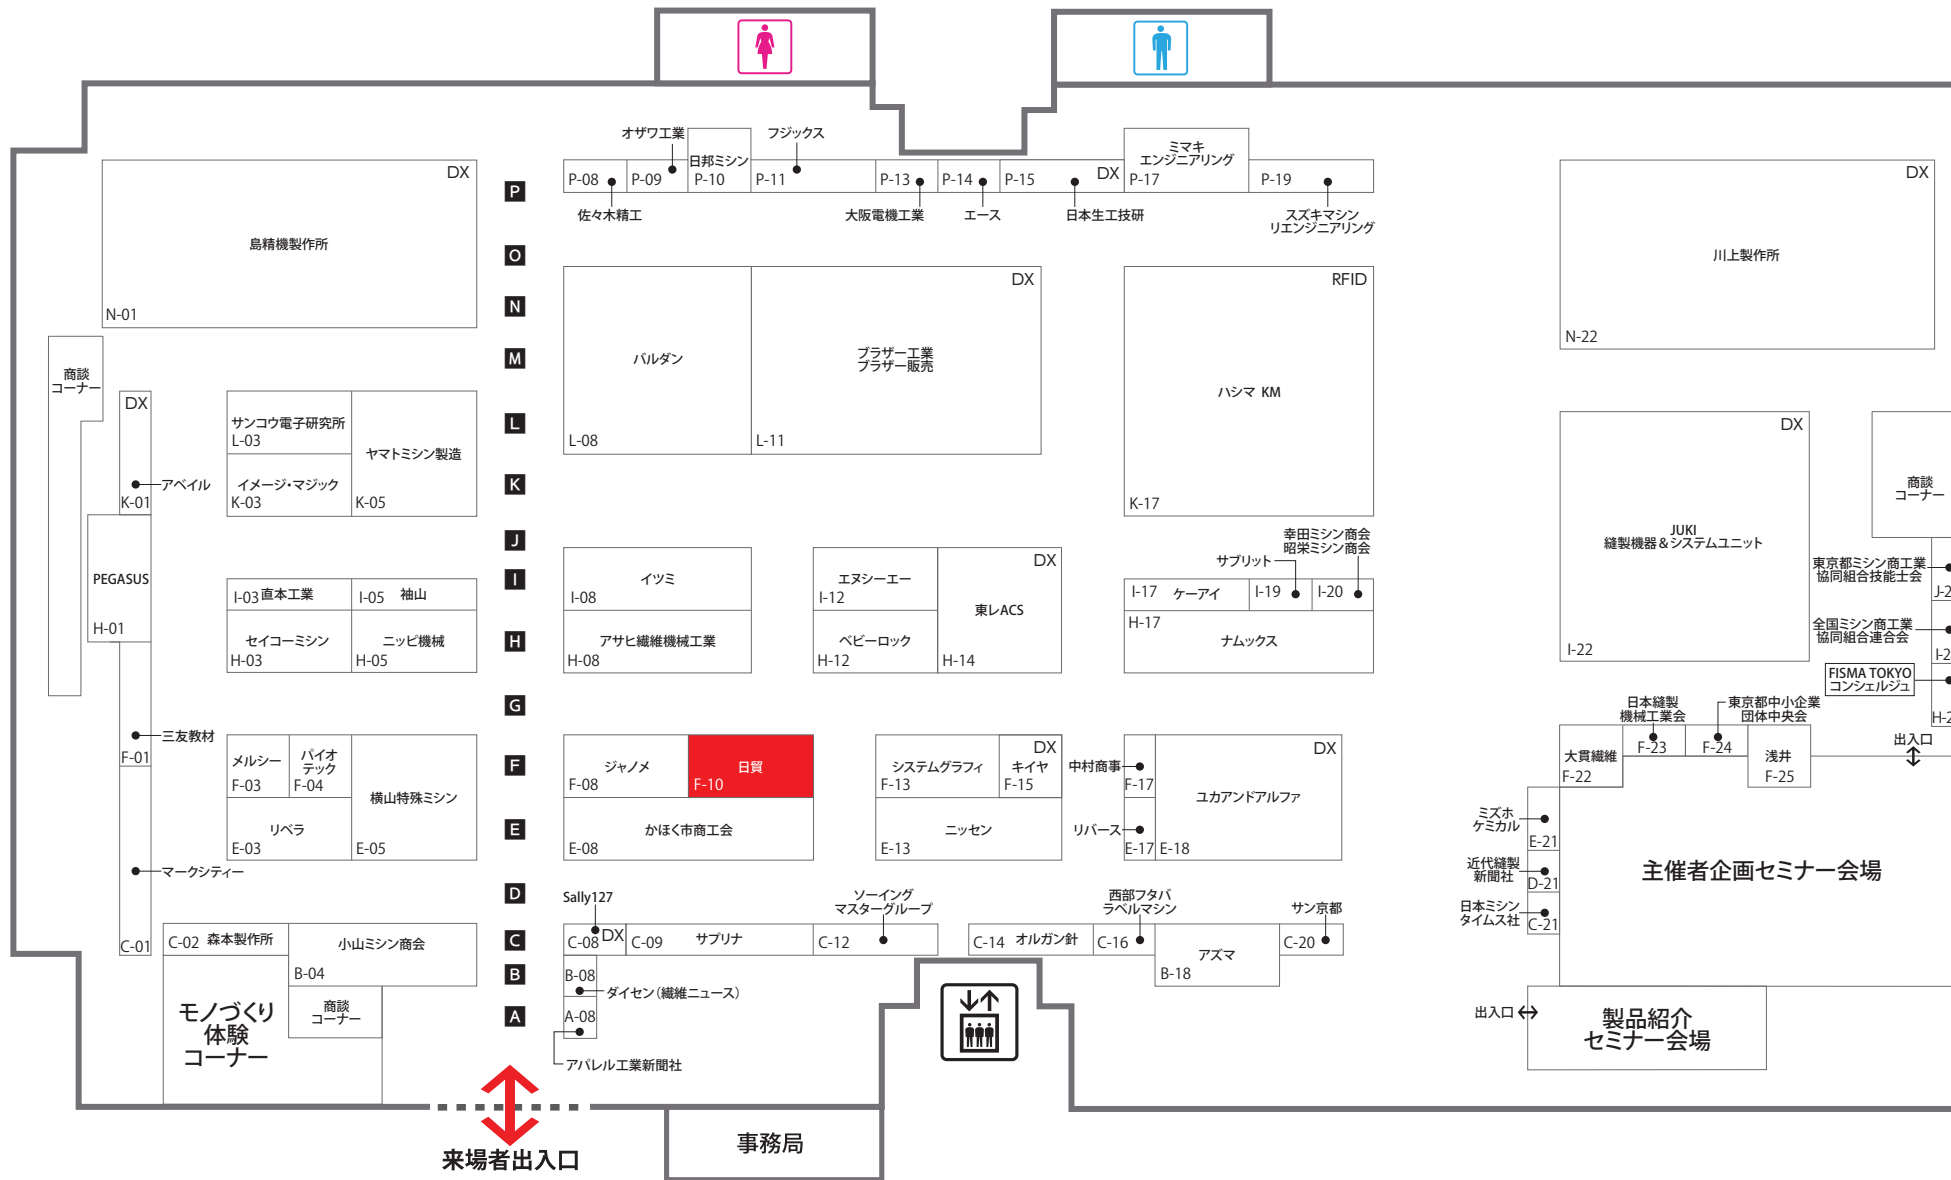 オザワ工業
フジックス
日邦ミシン
ミマキ
エンジニアリング
P
P-08
P-09
P-10
P-11
P-13
P-14
P-15
DX
P-17
P-19
佐々木精工
大阪電機工業
エース
日本生工技研
スズキマシン
リエンジニアリング
DX
島精機製作所
N-01
DX
川上製作所
N-22
O
N
M
L
K
J
I
H
G
F
E
D
C
B
A
バルダン
L-08
DX
ブラザー工業
ブラザー販売
L-11
RFID
ハシマ KM
K-17
商談
コーナー
DX
アベイル
K-01
サンコウ電子研究所
L-03
イメージ・マジック
K-03
ヤマトミシン製造
K-05
DX
JUKI
縫製機器&システムユニット
I-22
商談
コーナー
PEGASUS
H-01
I-03 直本工業
I-05 袖山
セイコーミシン
H-03
ニッピ機械
H-05
イツミ
I-08
アサヒ繊維機械工業
H-08
エヌシーエー
I-12
ベビーロック
H-12
DX
東レACS
H-14
幸田ミシン商会
昭栄ミシン商会
サブリット
I-17 ケーアイ
I-19
I-20
H-17
ナムックス
東京都ミシン商工業
協同組合技能士会
J-2
全国ミシン商工業
協同組合連合会
I-2
FISMA TOKYO
コンシェルジュ
H-2
三友教材
F-01
メルシー
F-03
パイオ
テック
F-04
横山特殊ミシン
E-05
リベラ
E-03
ジャノメ
F-08
日貿
F-10
かほく市商工会
E-08
システムグラフィ
F-13
DX
キイヤ
F-15
ニッセン
E-13
中村商事
F-17
リバース
E-17
DX
ユカアンドアルファ
E-18
日本縫製
機械工業会
F-23
東京都中小企業
団体中央会
F-24
大貫繊維
F-22
浅井
F-25
出入口
ミズホ
ケミカル
E-21
近代縫製
新聞社
D-21
日本ミシン
タイムス社
C-21
主催者企画セミナー会場
マークシティー
C-01
C-02 森本製作所
小山ミシン商会
B-04
商談
コーナー
モノづくり
体験
コーナー
Sally127
C-08
DX
C-09 サプリナ
ソーイング
マスターグループ
C-12
C-14 オルガン針
西部フタバ
ラベルマシン
C-16
アズマ
B-18
サン京都
C-20
B-08
ダイセン(繊維ニュース)
A-08
アパレル工業新聞社
出入口
製品紹介
セミナー会場
来場者出入口
事務局